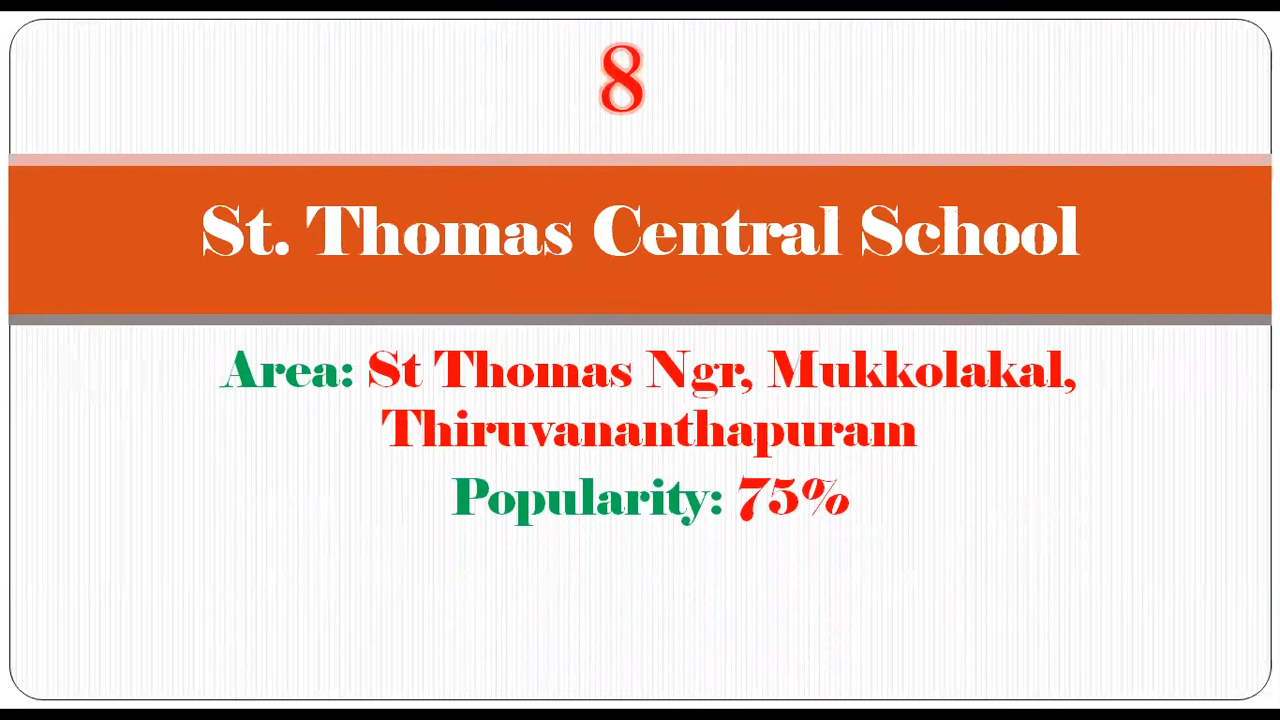 8
St. Thomas Central School
Area: St Thomas Ngr, Mukkolakal,
Thiruvananthapuram
Popularity: 75%